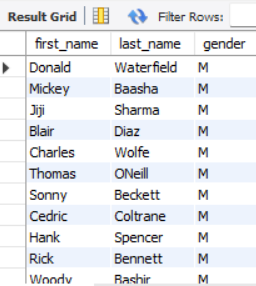 Result Grid Filter Rows:
first_name last_name gender
Donald Waterfield M
Mickey Baasha M
Jiji Sharma M
Blair Diaz M
Charles Wolfe M
Thomas ONeill M
Sonny Beckett M
Cedric Coltrane M
Hank Spencer M
Rick Bennett M
Woody Bashir M